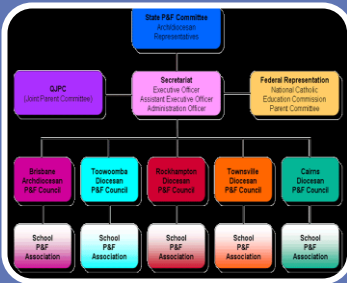 State P&F Committee
Archdiocesan
Representatives
QJPC
(Joint Parent Committee)
Secretariat
Executive Officer
Assistant Executive Officer
Administration Officer
Federal Representation
National Catholic
Education Commission
Parent Committee
Brisbane
Archdiocesan
P&F Council
Toowoomba
Diocesan
P&F Council
Rockhampton
Diocesan
P&F Council
Townsville
Diocesan
P&F Council
Cairns
Diocesan
P&F Council
School
P&F
Association
School
P&F
Association
School
P&F
Association
School
P&F
Association
School
P&F
Association